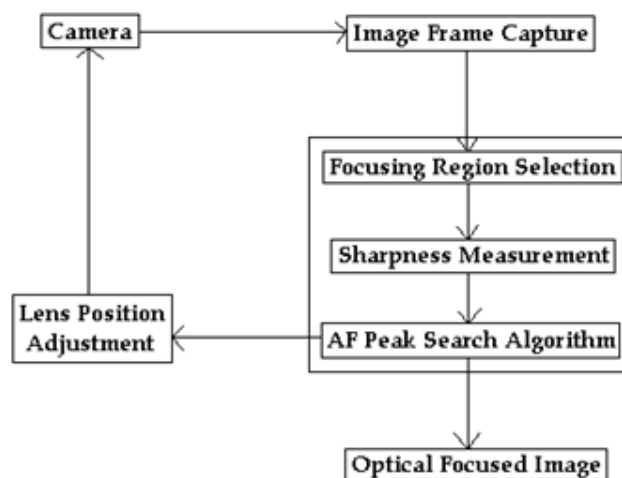 Camera
Image Frame Capture
Focusing Region Selection
Sharpness Measurement
Lens Position
Adjustment
AF Peak Search Algorithm
Optical Focused Image